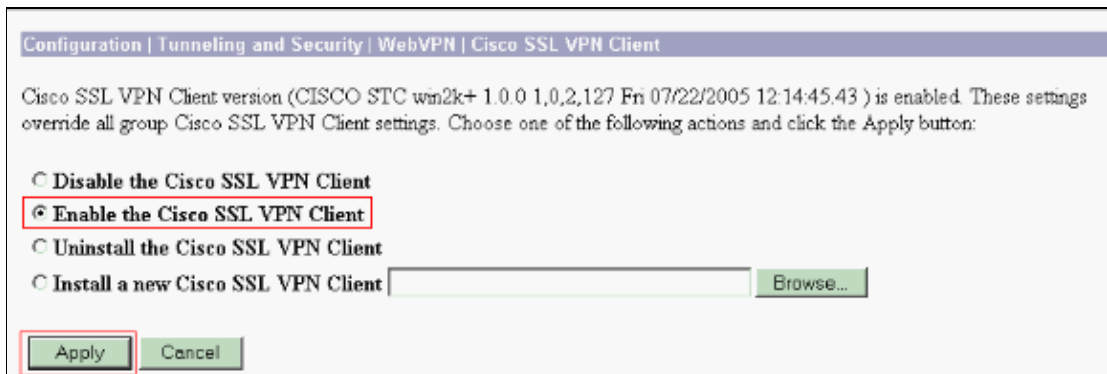 Configuration | Tunneling and Security | WebVPN | Cisco SSL VPN Client
Cisco SSL VPN Client version (CISCO STC win2k+ 1.0.0 1,0,2,127 Fri 07/22/2005 12:14:45.43 ) is enabled. These settings
override all group Cisco SSL VPN Client settings. Choose one of the following actions and click the Apply button:
Disable the Cisco SSL VPN Client
Enable the Cisco SSL VPN Client
Uninstall the Cisco SSL VPN Client
Install a new Cisco SSL VPN Client Browse...
Apply Cancel